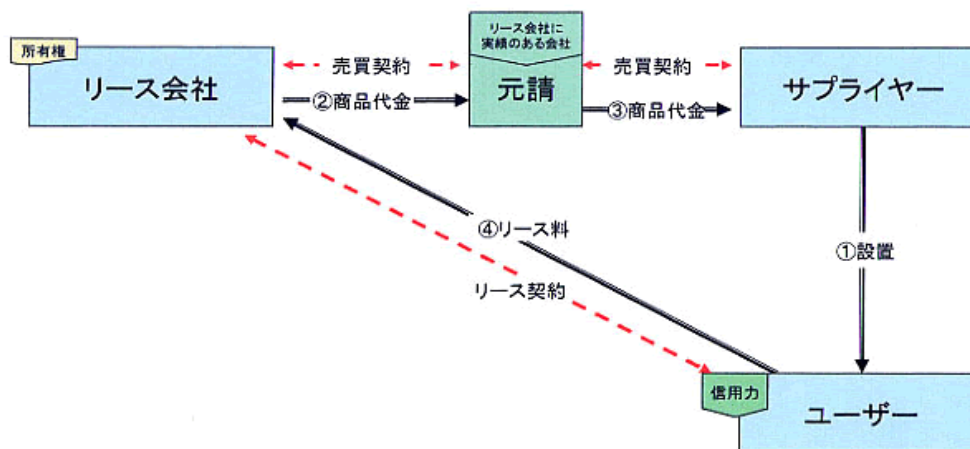 所有権
リース会社
売買契約
②商品代金
リース会社に
実績のある会社
元請
売買契約
③商品代金
サプライヤー
④リース料
①設置
リース契約
信用力
ユーザー